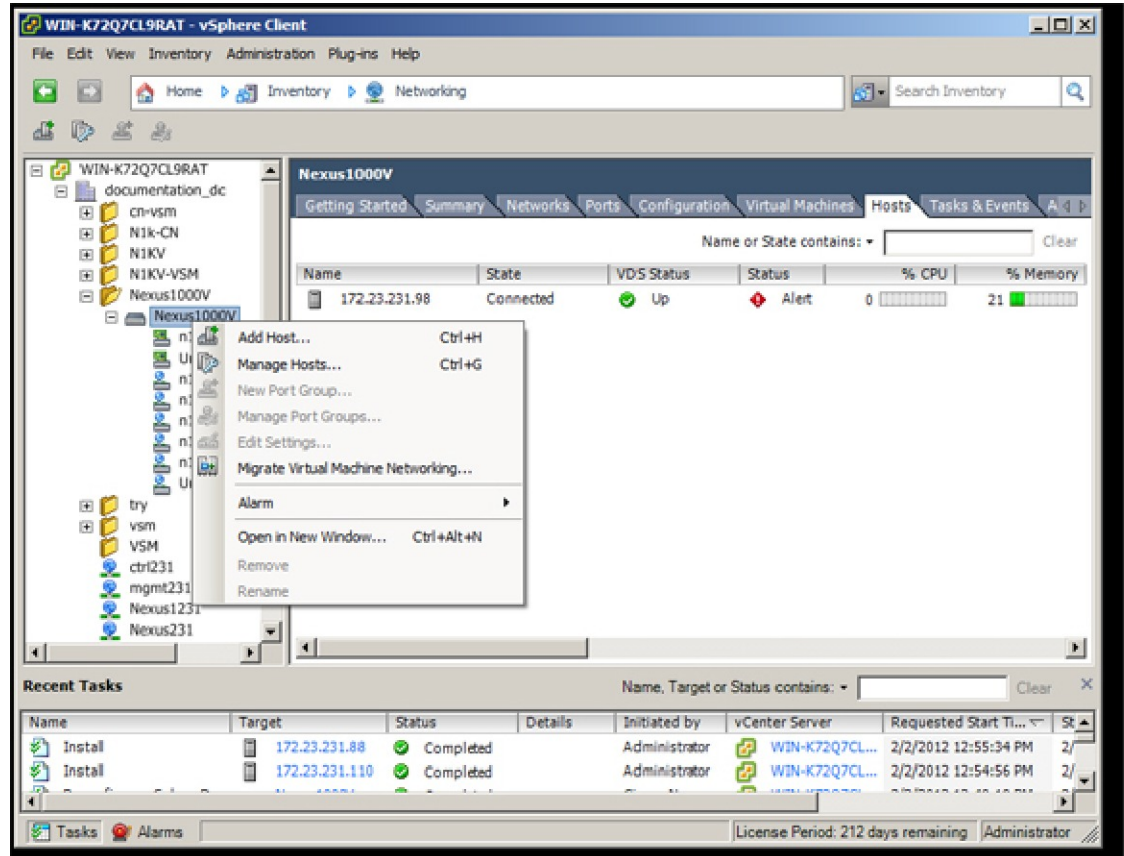 WIN-K72Q7CL9RAT - vSphere Client
File Edit View Inventory Administration Plug-ins Help
Home Inventory Networking
Search Inventory
WIN-K72Q7CL9RAT
documentation_dc
cn-vsm
N1k-CN
N1KV
N1KV-VSM
Nexus1000V
Nexus1000V
try
vsm
VSM
ctrl231
mgmt231
Nexus1231
Nexus231
Add Host... Ctrl+H
Manage Hosts... Ctrl+G
New Port Group...
Manage Port Groups...
Edit Settings...
Migrate Virtual Machine Networking...
Alarm
Open in New Window... Ctrl+Alt+N
Remove
Rename
Nexus1000V
Getting Started Summary Networks Ports Configuration Virtual Machines Hosts Tasks & Events A
Name or State contains: Clear
Name State VDS Status Status % CPU % Memory
172.23.231.98 Connected Up Alert 0 21
Recent Tasks Name, Target or Status contains: Clear
Name Target Status Details Initiated by vCenter Server Requested Start Ti... St
Install 172.23.231.88 Completed Administrator WIN-K72Q7CL... 2/2/2012 12:55:34 PM 2/
Install 172.23.231.110 Completed Administrator WIN-K72Q7CL... 2/2/2012 12:54:56 PM 2/
Tasks Alarms License Period: 212 days remaining Administrator